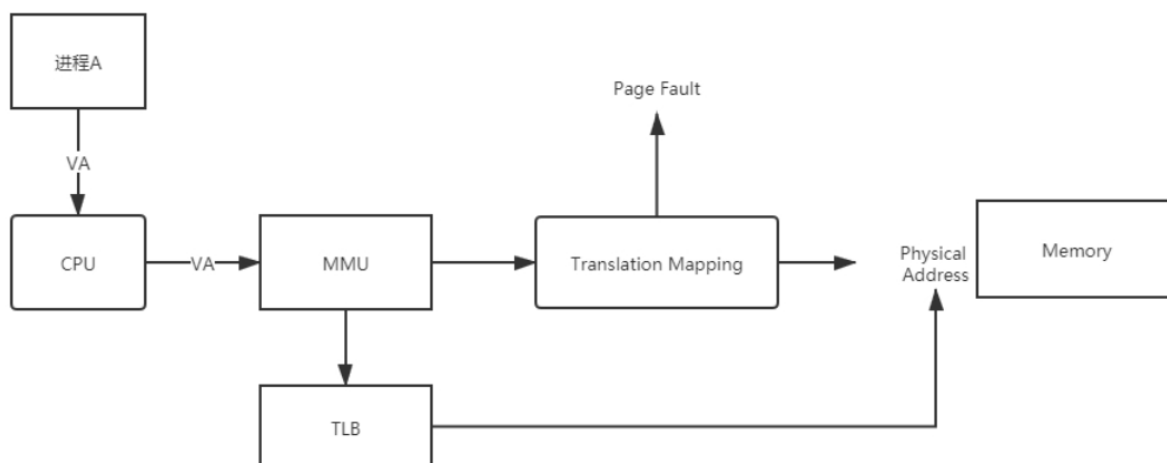 进程A
Page Fault
VA
CPU
VA
MMU
Translation Mapping
Physical
Address
Memory
TLB